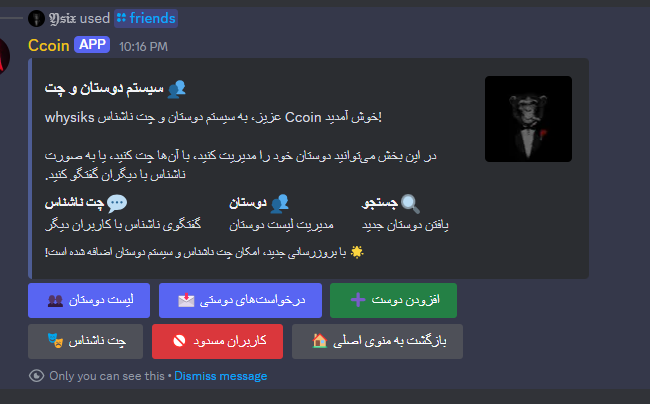 𝖄𝖍𝖘𝖎𝖝 used friends
Ccoin APP 10:16 PM
سیستم دوستان و چت 👥
خوش آمدید Ccoin عزیز، به سیستم دوستان و چت ناشناس whysiks!
در این بخش می‌توانید دوستان خود را مدیریت کنید، با آن‌ها چت کنید، یا به صورت
ناشناس با دیگران گفتگو کنید.
🔍 جستجو 👥 دوستان 💬 چت ناشناس
یافتن دوستان جدید مدیریت لیست دوستان گفتگوی ناشناس با کاربران دیگر
🌟 با بروزرسانی جدید، امکان چت ناشناس و سیستم دوستان اضافه شده است!
👥 لیست دوستان 📩 درخواست‌های دوستی ➕ افزودن دوست
🎭 چت ناشناس 🚫 کاربران مسدود 🏠 بازگشت به منوی اصلی
Only you can see this • Dismiss message